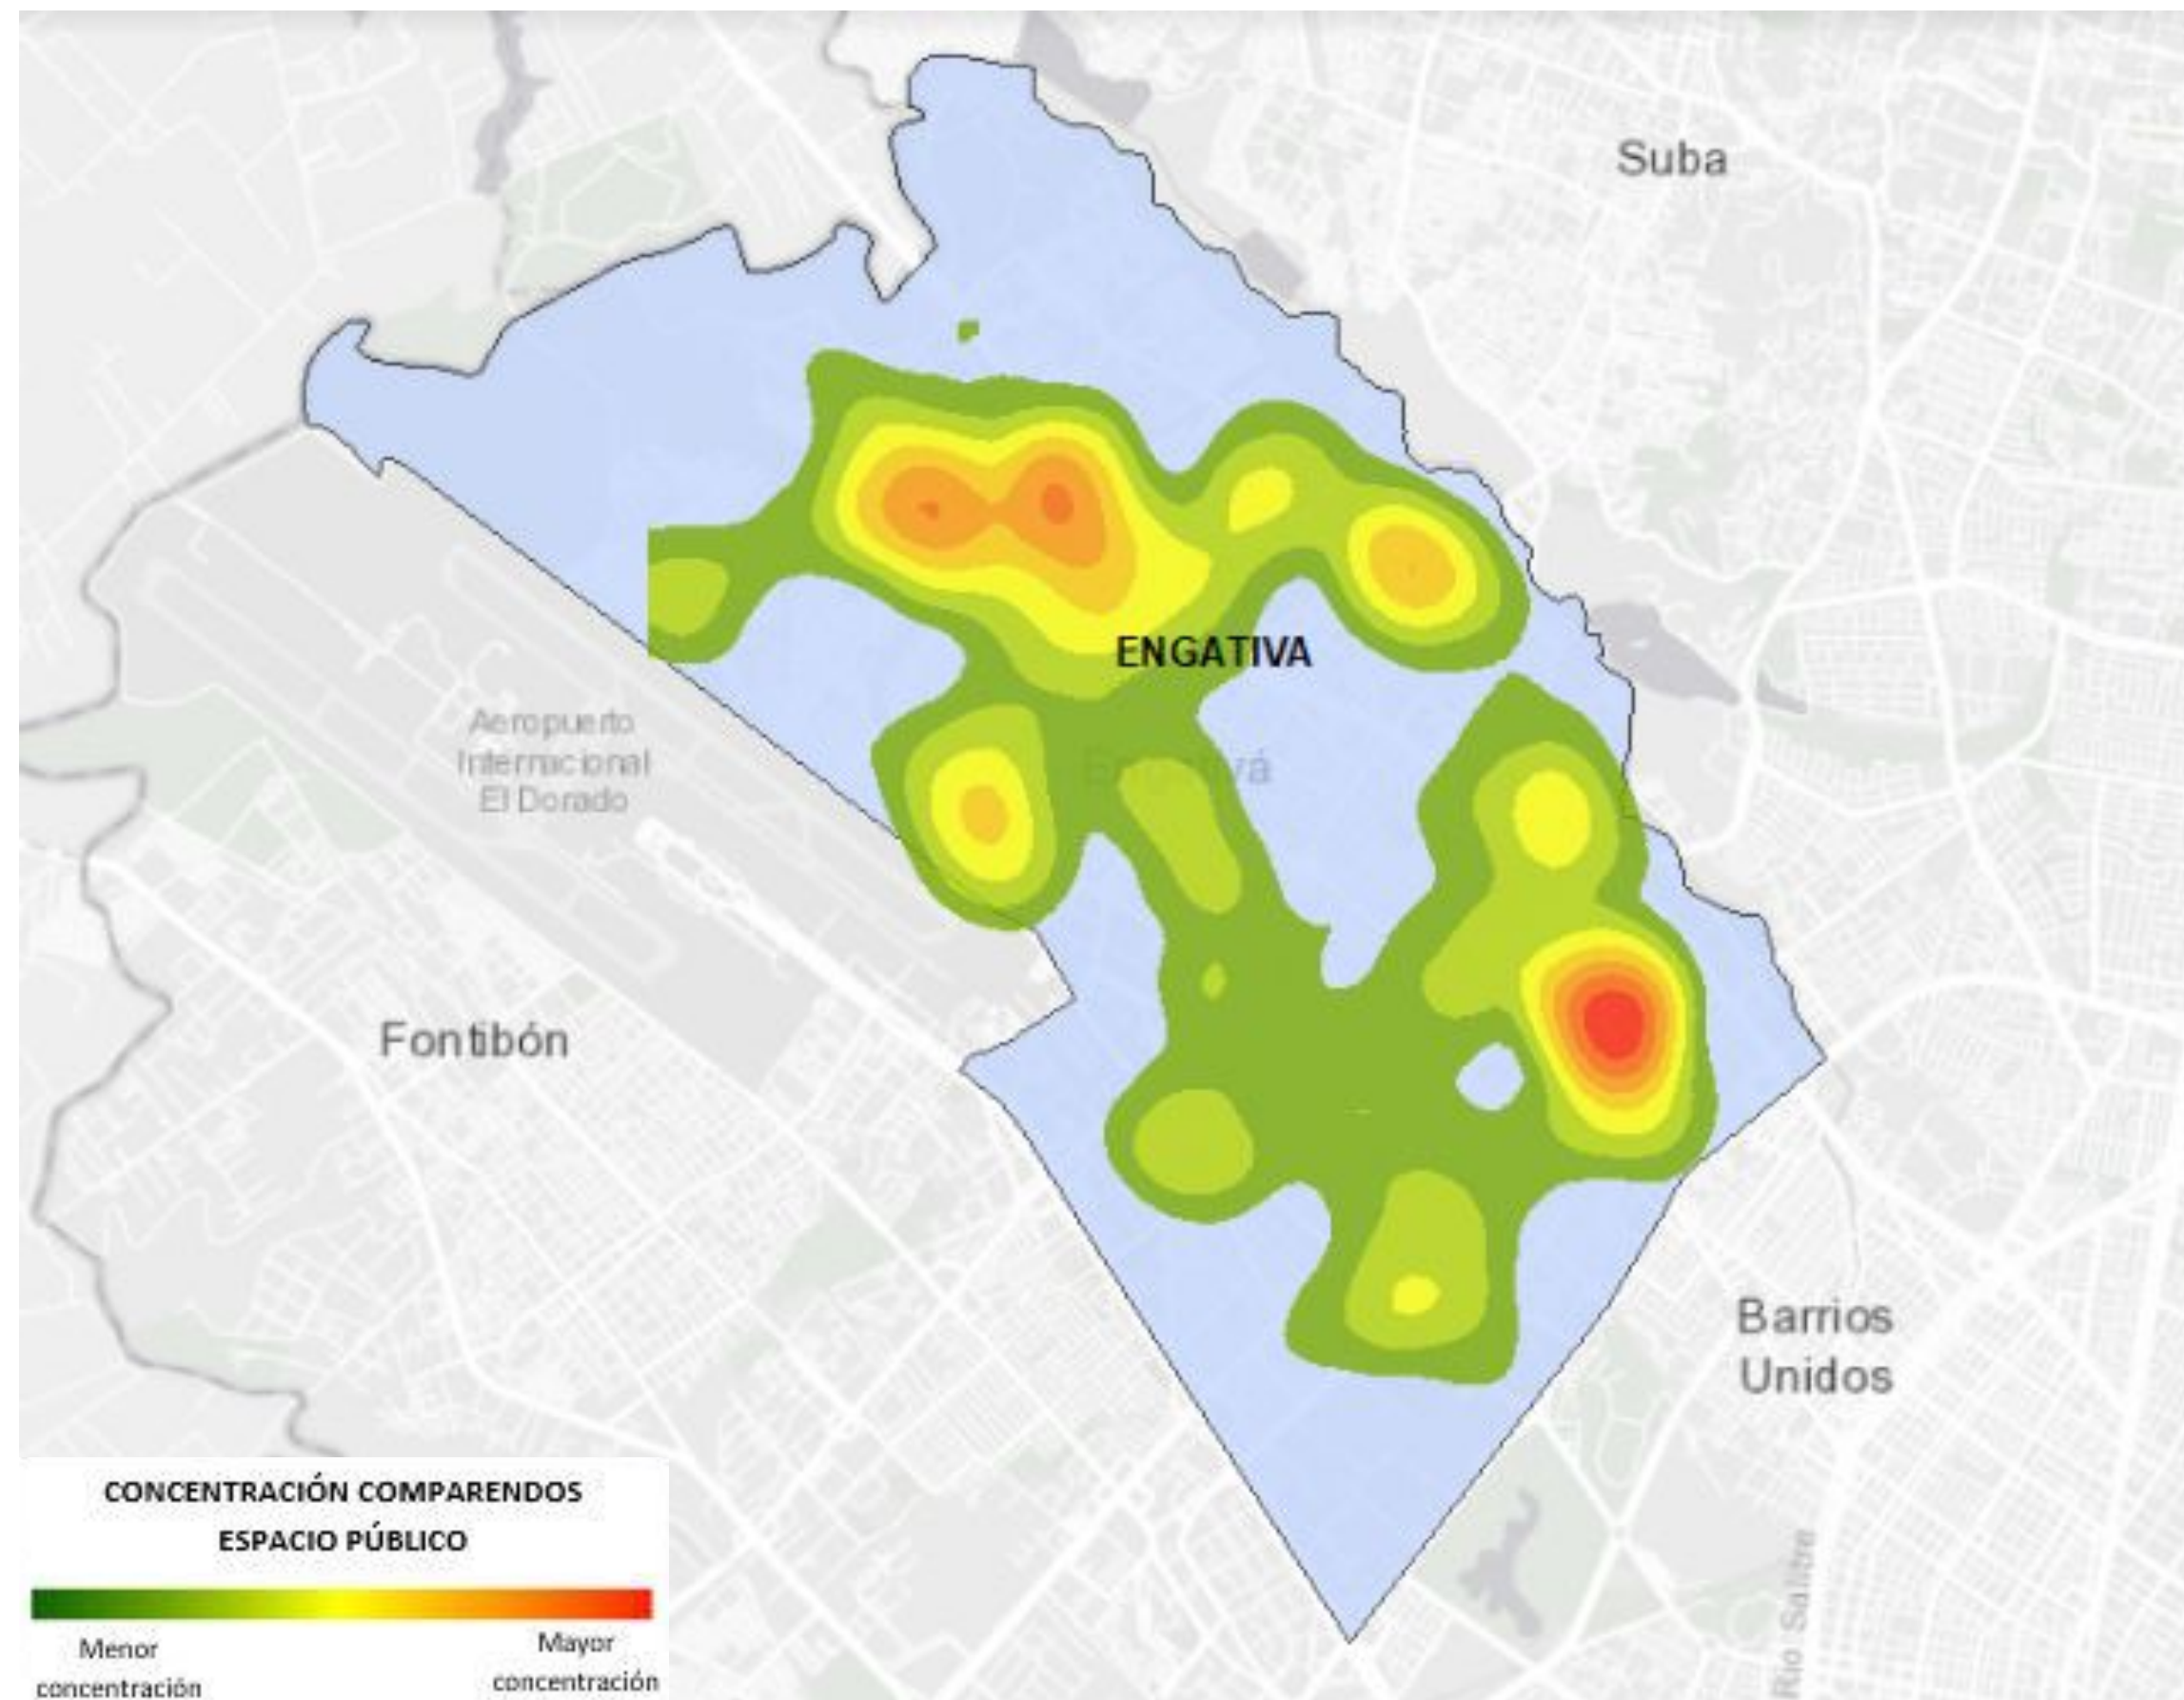 Suba
ENGATIVA
Engativá
Aeropuerto
Internacional
El Dorado
Fontibón
Barrios
Unidos
Río Salitre
CONCENTRACIÓN COMPARENDOS
ESPACIO PÚBLICO
Menor
concentración
Mayor
concentración